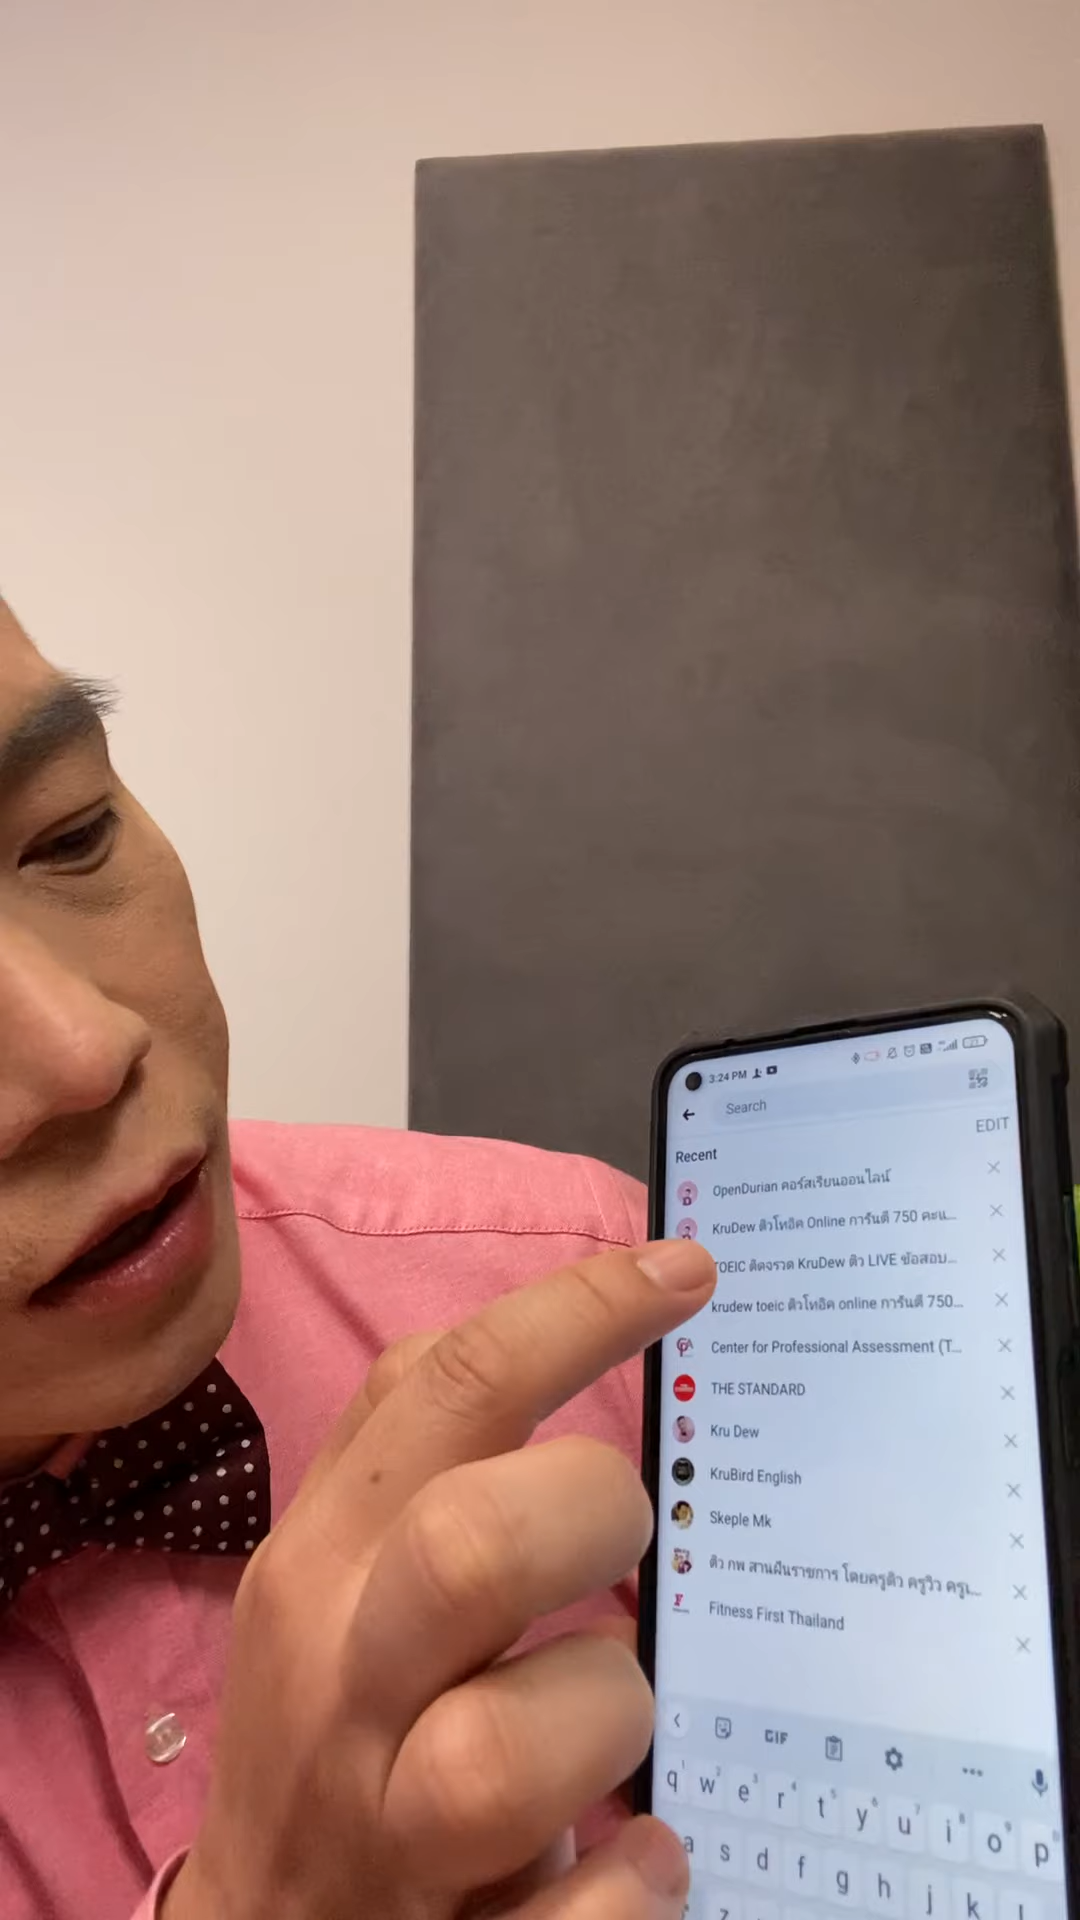 3:24 PM
Search
EDIT
Recent
OpenDurian คอร์สเรียนออนไลน์
KruDew ติวโทอิค Online การันตี 750 คะแ...
TOEIC ติดจรวด KruDew ติว LIVE ข้อสอบ...
krudew toeic ติวโทอิค online การันตี 750...
Center for Professional Assessment (T...
THE STANDARD
Kru Dew
KruBird English
Skeple Mk
ติว กพ สานฝันราชการ โดยครูติว ครูวิว ครูเ...
Fitness First Thailand
GIF
q w e r t y u i o p
a s d f g h j k l
z